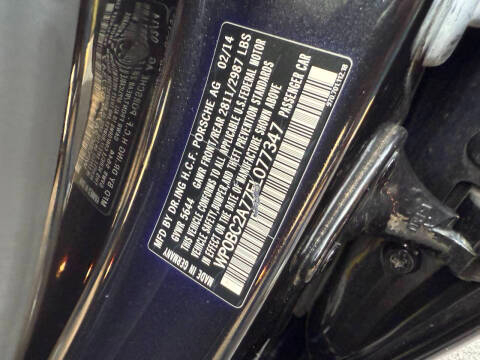 MFD BY DR.ING H.C.F. PORSCHE AG 02/14
GVWR 5644 GAWR FRONT/REAR 2811/2987 LBS
THIS VEHICLE CONFORMS TO ALL APPLICABLE U.S.FEDERAL MOTOR
VEHICLE SAFETY,BUMPER,AND THEFT PREVENTION STANDARDS
IN EFFECT ON THE DATE OF MANUFACTURE SHOWN ABOVE
WP0BC2A77EL077347 PASSENGER CAR
MADE IN GERMANY